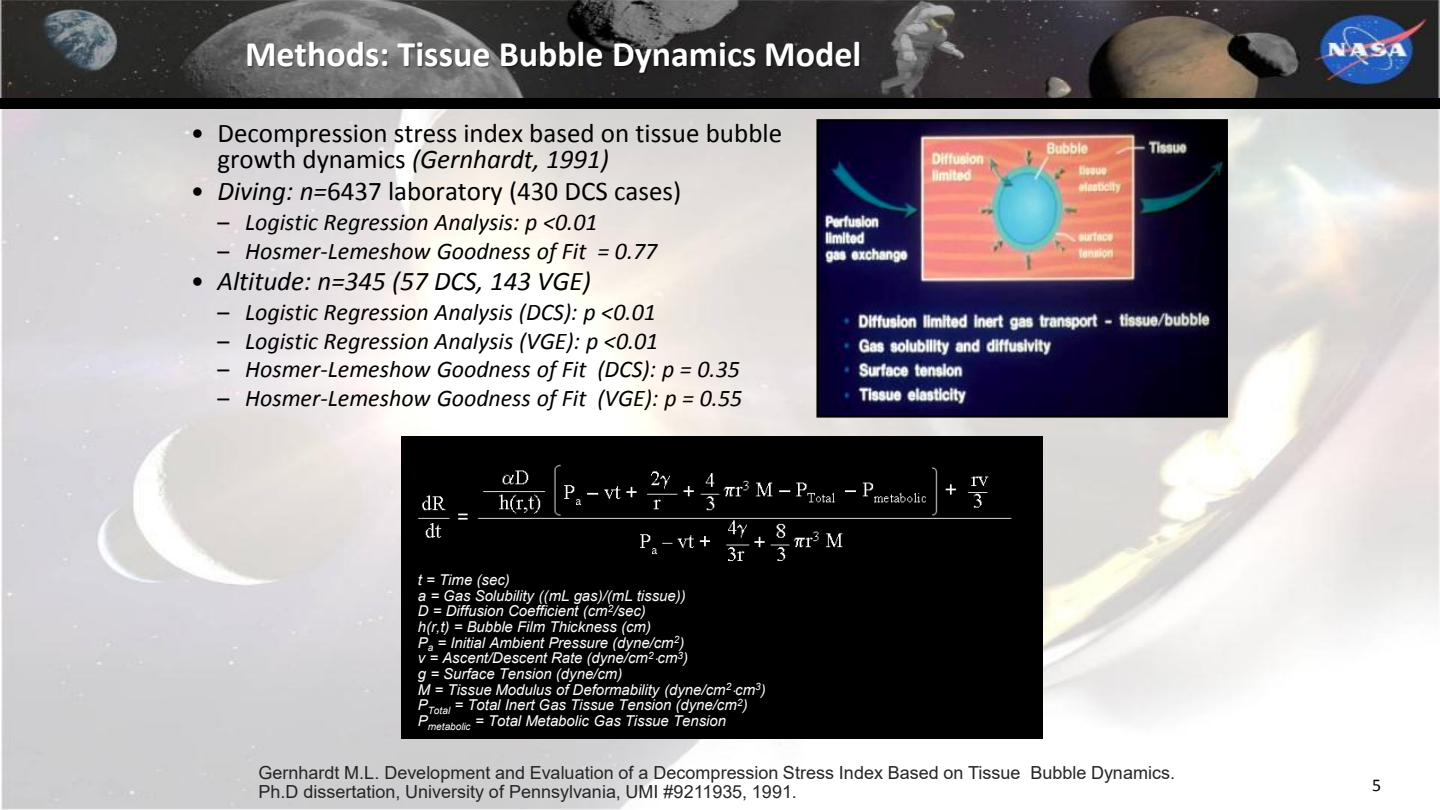 Methods: Tissue Bubble Dynamics Model
NASA
• Decompression stress index based on tissue bubble
growth dynamics (Gernhardt, 1991)
• Diving: n=6437 laboratory (430 DCS cases)
– Logistic Regression Analysis: p <0.01
– Hosmer-Lemeshow Goodness of Fit = 0.77
• Altitude: n=345 (57 DCS, 143 VGE)
– Logistic Regression Analysis (DCS): p <0.01
– Logistic Regression Analysis (VGE): p <0.01
– Hosmer-Lemeshow Goodness of Fit (DCS): p = 0.35
– Hosmer-Lemeshow Goodness of Fit (VGE): p = 0.55
Bubble
Tissue
Diffusion
limited
tissue
elasticity
Perfusion
limited
gas exchange
surface
tension
• Diffusion limited inert gas transport – tissue/bubble
• Gas solubility and diffusivity
• Surface tension
• Tissue elasticity
dR/dt = (αD/h(r,t) [P_a – vt + 2γ/r + 4/3 πr³ M – P_Total – P_metabolic] + rv/3) / (P_a – vt + 4γ/3r + 8/3 πr³ M)
t = Time (sec)
a = Gas Solubility ((mL gas)/(mL tissue))
D = Diffusion Coefficient (cm²/sec)
h(r,t) = Bubble Film Thickness (cm)
P_a = Initial Ambient Pressure (dyne/cm²)
v = Ascent/Descent Rate (dyne/cm²·cm³)
g = Surface Tension (dyne/cm)
M = Tissue Modulus of Deformability (dyne/cm²·cm³)
P_Total = Total Inert Gas Tissue Tension (dyne/cm²)
P_metabolic = Total Metabolic Gas Tissue Tension
Gernhardt M.L. Development and Evaluation of a Decompression Stress Index Based on Tissue Bubble Dynamics.
Ph.D dissertation, University of Pennsylvania, UMI #9211935, 1991.
5